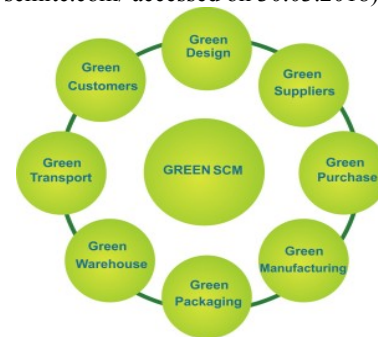 accessed on 30.03.2018)
Green
Design
Green
Suppliers
Green
Purchase
Green
Manufacturing
Green
Packaging
Green
Warehouse
Green
Transport
Green
Customers
GREEN SCM